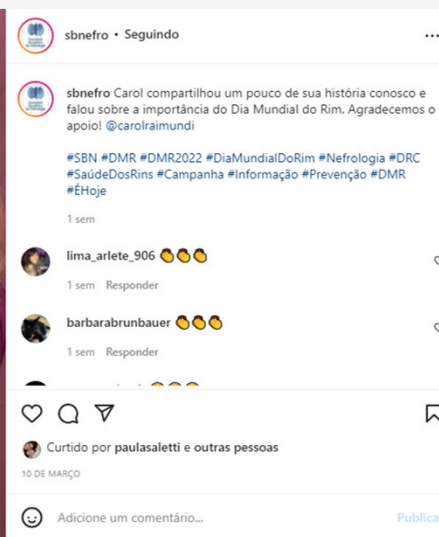 sbnefro • Seguindo
sbnefro Carol compartilhou um pouco de sua história conosco e
falou sobre a importância do Dia Mundial do Rim. Agradecemos o
apoio! @carolraimundi
#SBN #DMR #DMR2022 #DiaMundialDoRim #Nefrologia #DRC
#SaúdeDosRins #Campanha #Informação #Prevenção #DMR
#ÉHoje
1 sem
lima_arlete_906 👏👏👏
1 sem Responder
barbarabrunbauer 👏👏👏
1 sem Responder
Curtido por paulasaletti e outras pessoas
10 DE MARÇO
Adicione um comentário... Publica